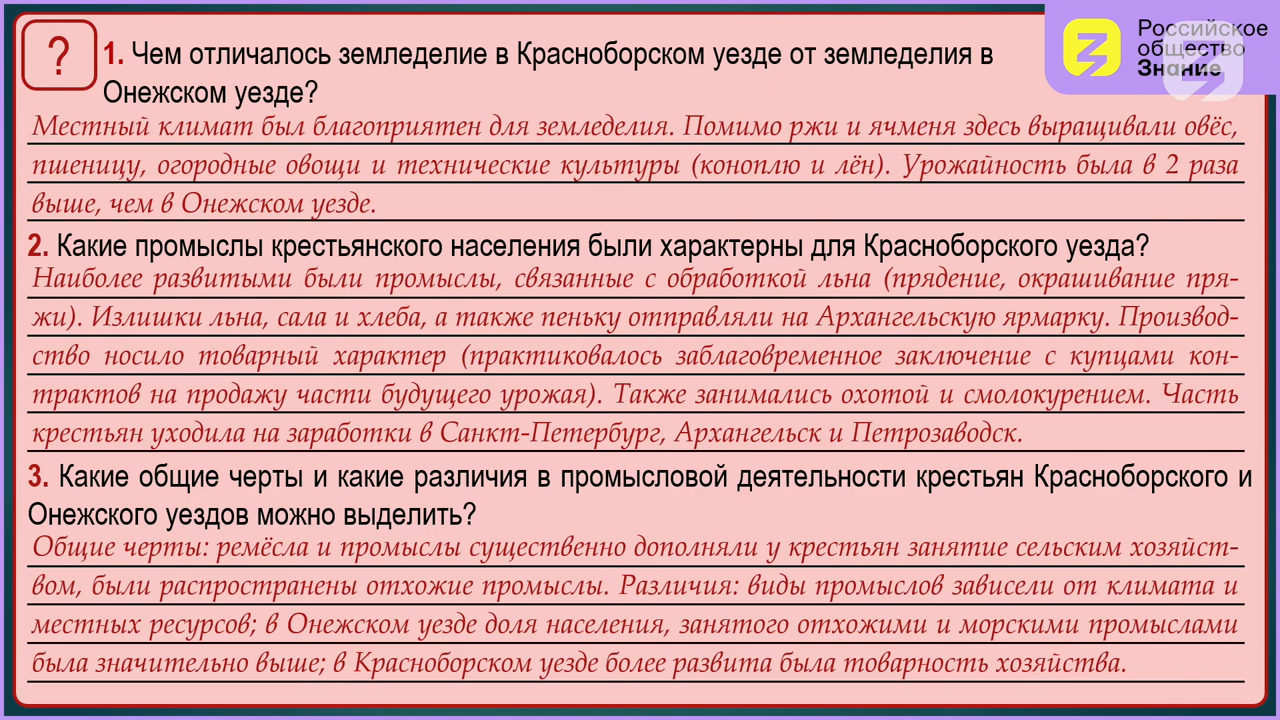 ?
1. Чем отличалось земледелие в Красноборском уезде от земледелия в
Онежском уезде?
Российское
общество
Знание
Местный климат был благоприятен для земледелия. Помимо ржи и ячменя здесь выращивали овёс,
пшеницу, огородные овощи и технические культуры (коноплю и лён). Урожайность была в 2 раза
выше, чем в Онежском уезде.
2. Какие промыслы крестьянского населения были характерны для Красноборского уезда?
Наиболее развитыми были промыслы, связанные с обработкой льна (прядение, окрашивание пря-
жи). Излишки льна, сала и хлеба, а также пеньку отправляли на Архангельскую ярмарку. Производ-
ство носило товарный характер (практиковалось заблаговременное заключение с купцами кон-
трактов на продажу части будущего урожая). Также занимались охотой и смолокурением. Часть
крестьян уходила на заработки в Санкт-Петербург, Архангельск и Петрозаводск.
3. Какие общие черты и какие различия в промысловой деятельности крестьян Красноборского и
Онежского уездов можно выделить?
Общие черты: ремёсла и промыслы существенно дополняли у крестьян занятие сельским хозяйст-
вом, были распространены отхожие промыслы. Различия: виды промыслов зависели от климата и
местных ресурсов; в Онежском уезде доля населения, занятого отхожими и морскими промыслами
была значительно выше; в Красноборском уезде более развита была товарность хозяйства.